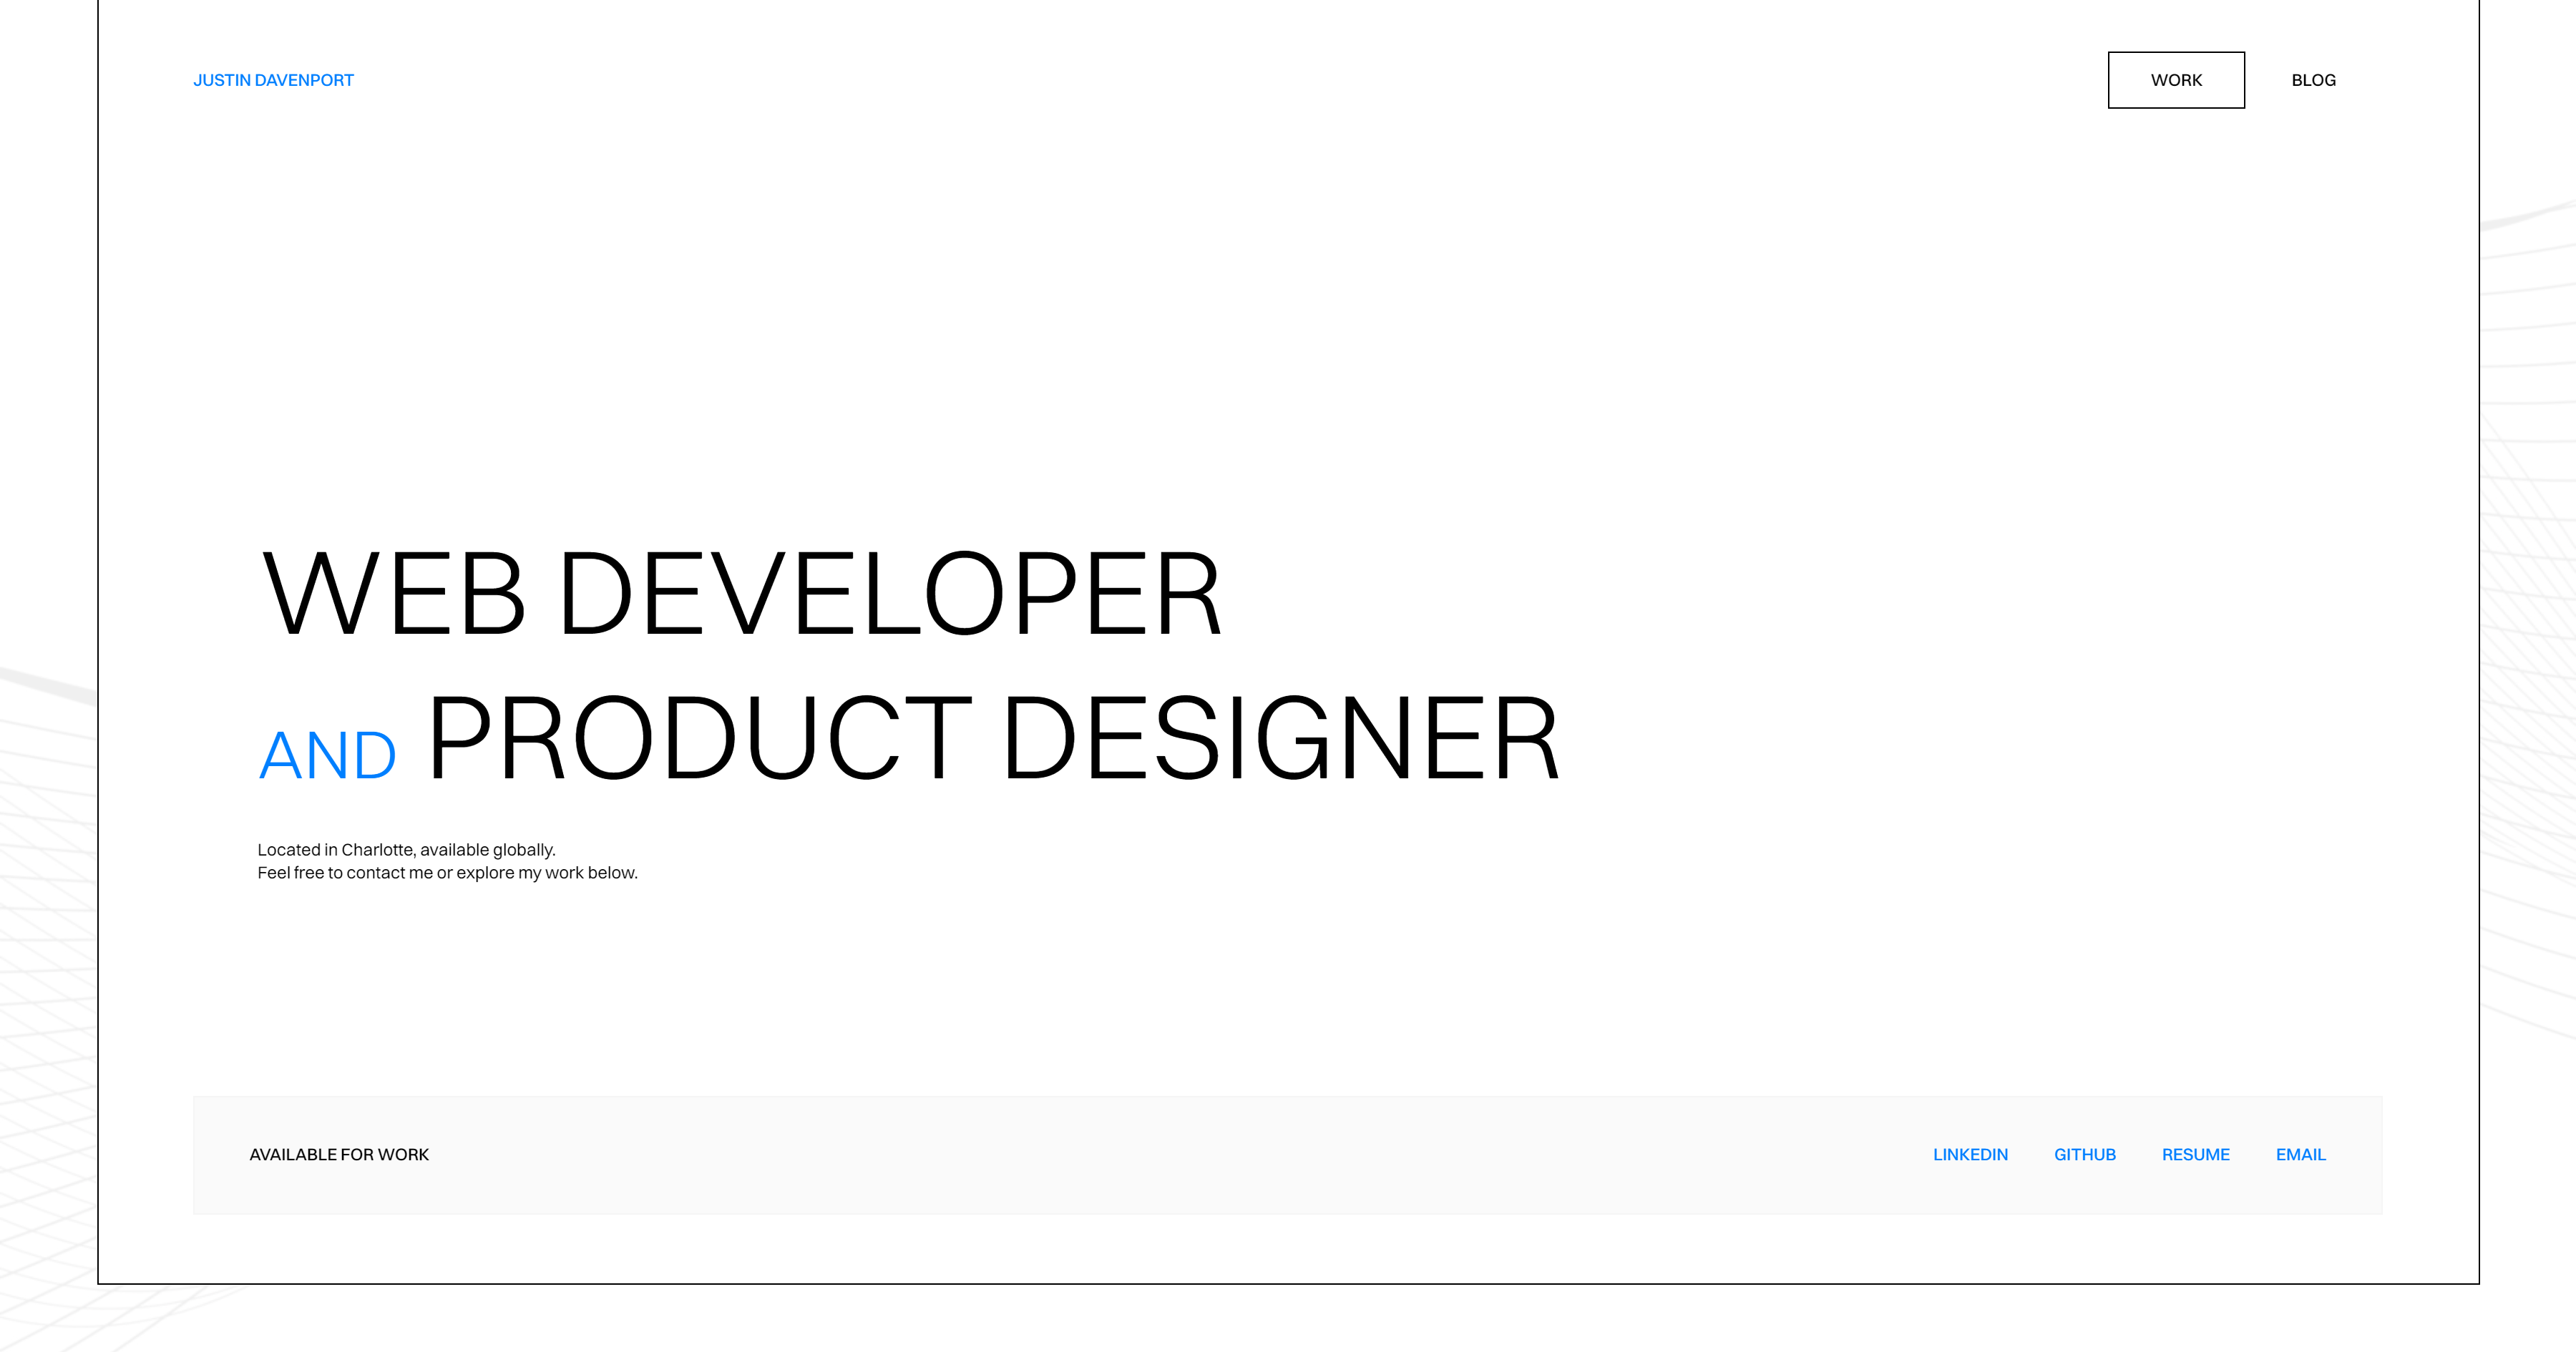 JUSTIN DAVENPORT
WORK
BLOG
WEB DEVELOPER
AND PRODUCT DESIGNER
Located in Charlotte, available globally.
Feel free to contact me or explore my work below.
AVAILABLE FOR WORK
LINKEDIN
GITHUB
RESUME
EMAIL